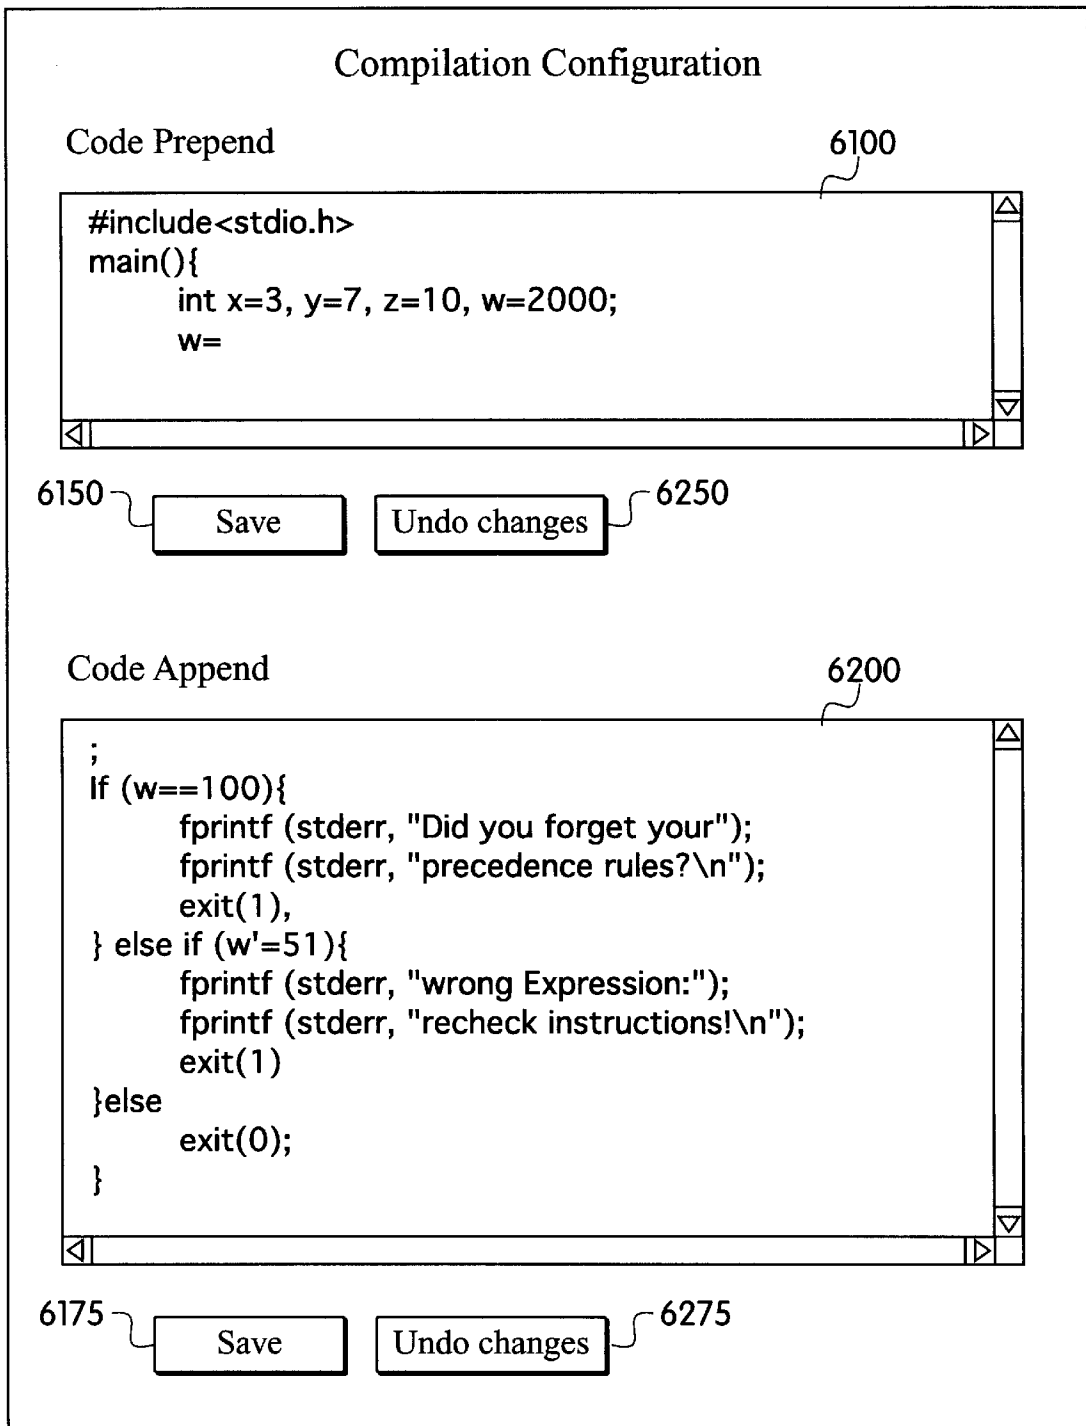 Compilation Configuration
Code Prepend
6100
#include<stdio.h>
main(){
int x=3, y=7, z=10, w=2000;
w=
6150
Save
Undo changes
6250
Code Append
6200
;
If (w==100){
fprintf (stderr, "Did you forget your");
fprintf (stderr, "precedence rules?\n");
exit(1),
} else if (w'=51){
fprintf (stderr, "wrong Expression:");
fprintf (stderr, "recheck instructions!\n");
exit(1)
}else
exit(0);
}
6175
Save
Undo changes
6275